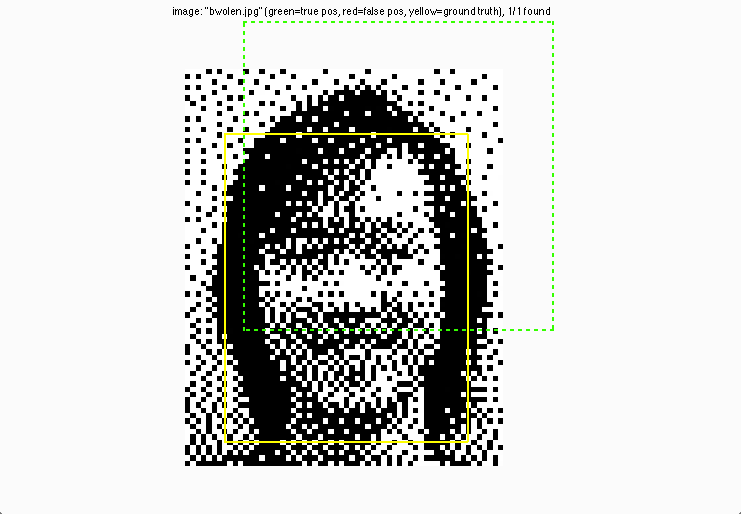 image: "bwolen.jpg" (green=true pos, red=false pos, yellow=ground truth), 1/1 found